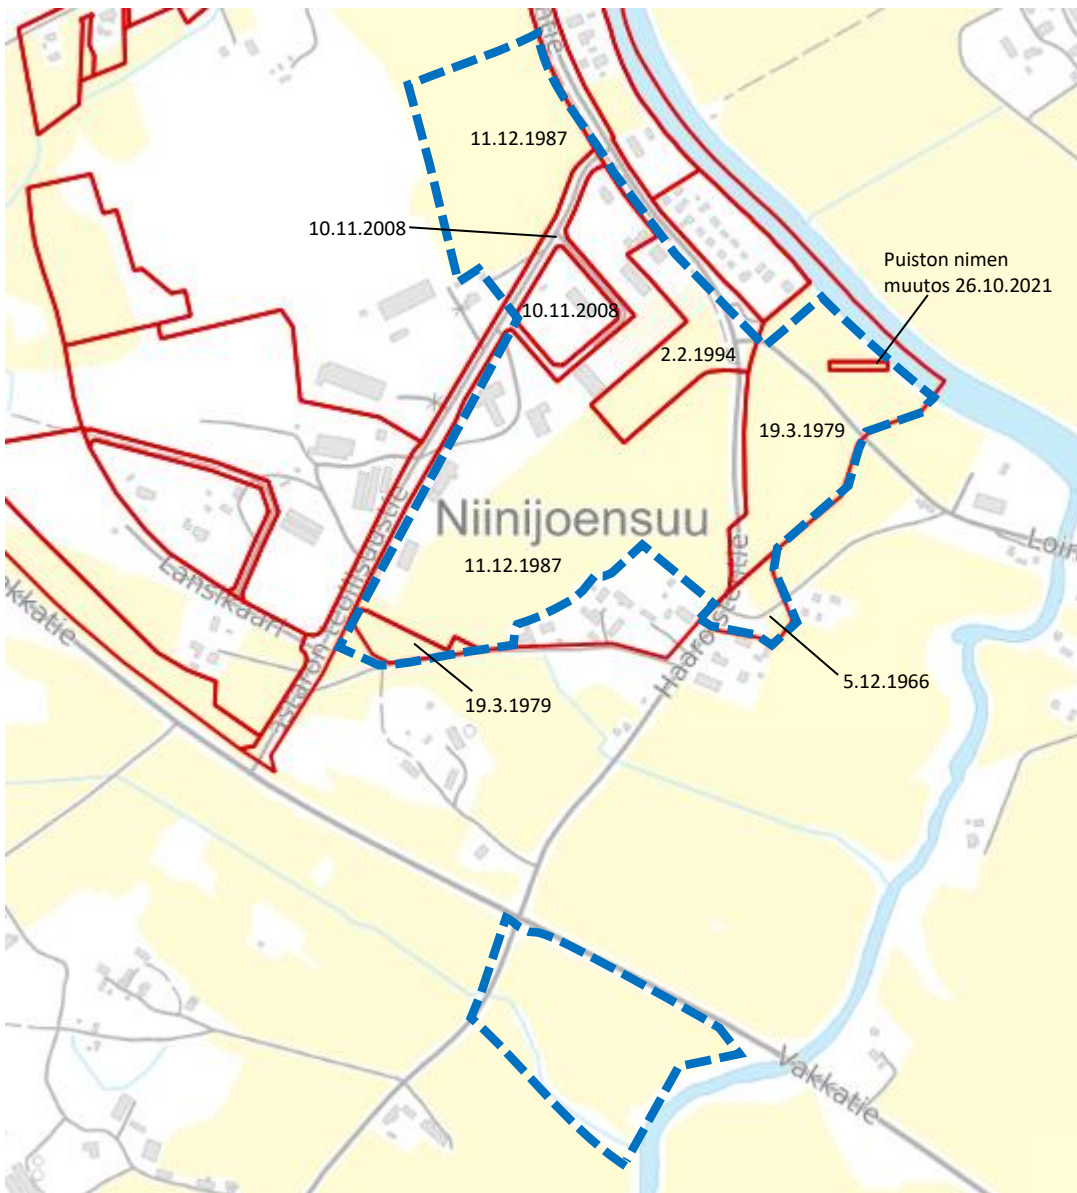 11.12.1987
10.11.2008
Puiston nimen
muutos 26.10.2021
10.11.2008
2.2.1994
19.3.1979
Niinijoensuu
Loim
11.12.1987
Länsikaari
Vakkatie
5.12.1966
19.3.1979